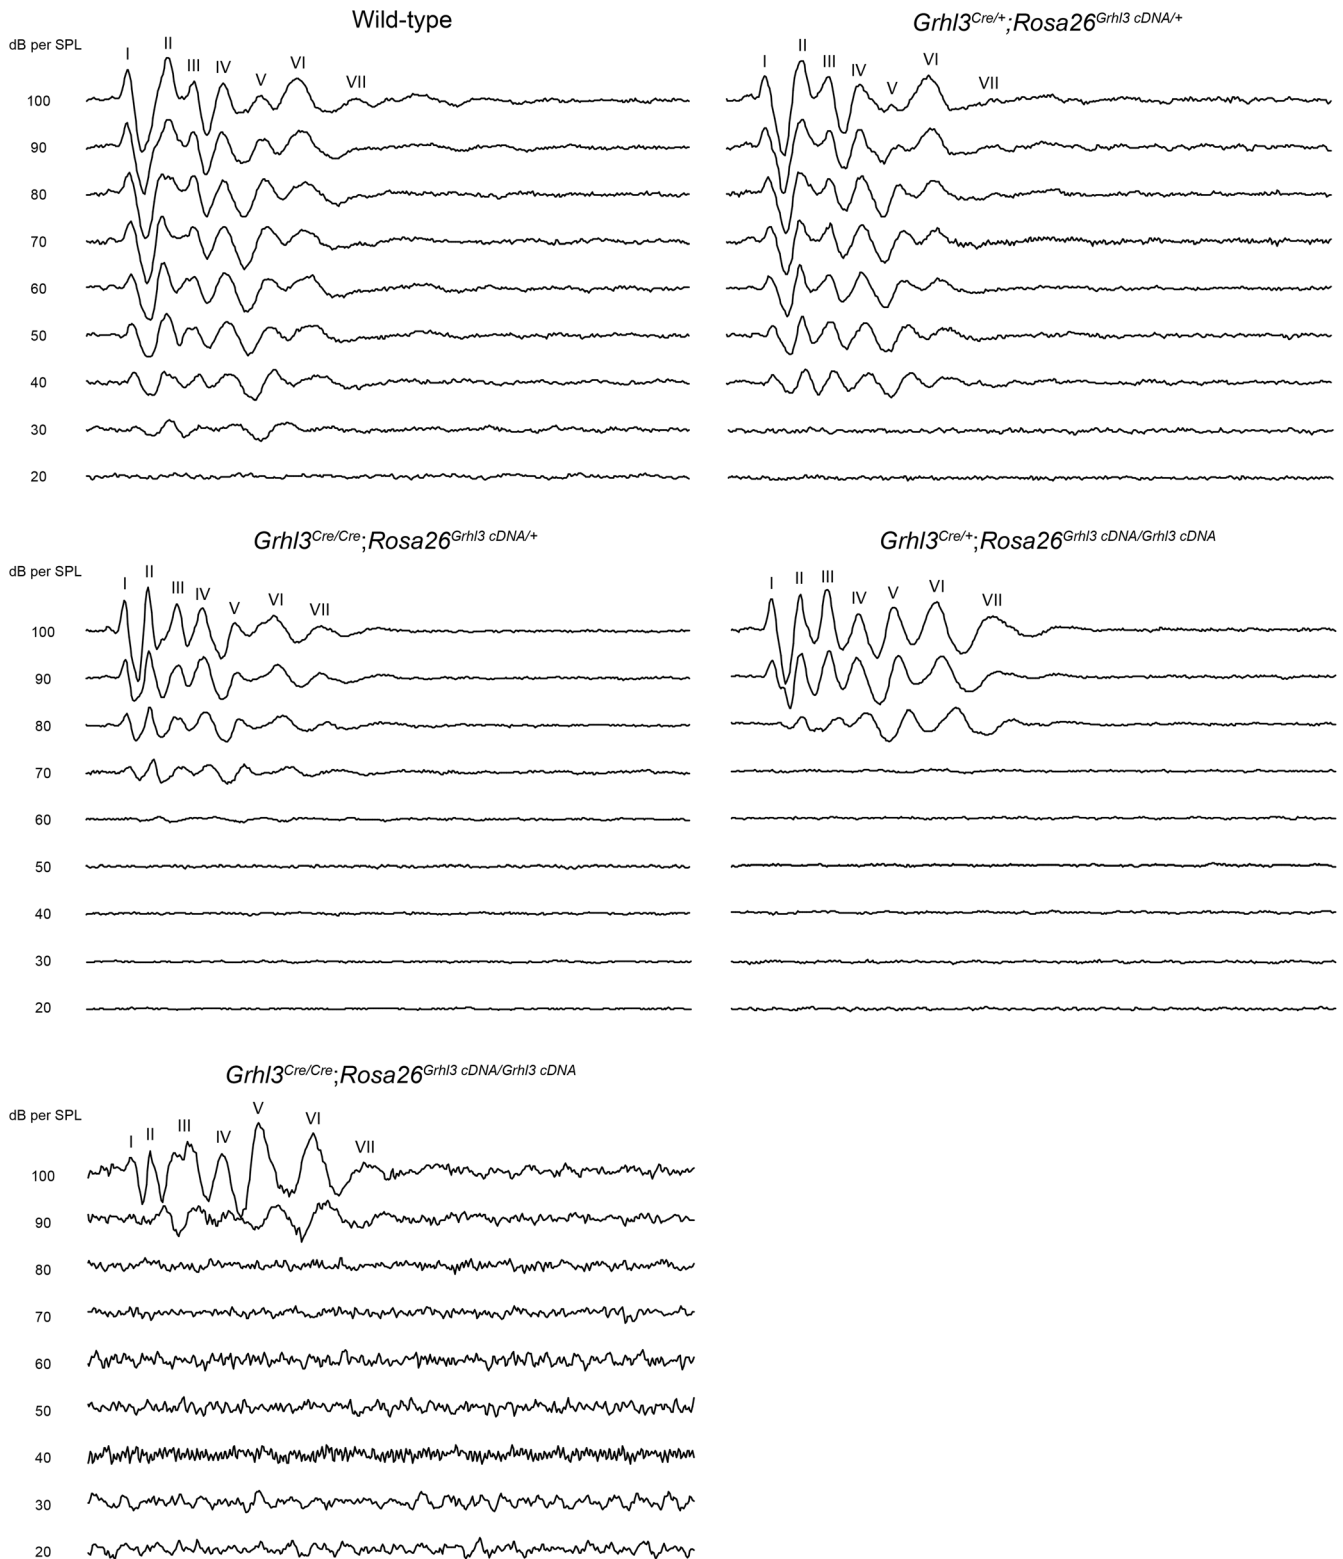 Wild-type
Grhl3Cre/+;Rosa26Grhl3 cDNA/+
dB per SPL
I II III IV V VI VII
I II III IV V VI VII
100
90
80
70
60
50
40
30
20
Grhl3Cre/Cre;Rosa26Grhl3 cDNA/+
Grhl3Cre/+;Rosa26Grhl3 cDNA/Grhl3 cDNA
dB per SPL
I II III IV V VI VII
I II III IV V VI VII
100
90
80
70
60
50
40
30
20
Grhl3Cre/Cre;Rosa26Grhl3 cDNA/Grhl3 cDNA
dB per SPL
I II III IV V VI VII
100
90
80
70
60
50
40
30
20